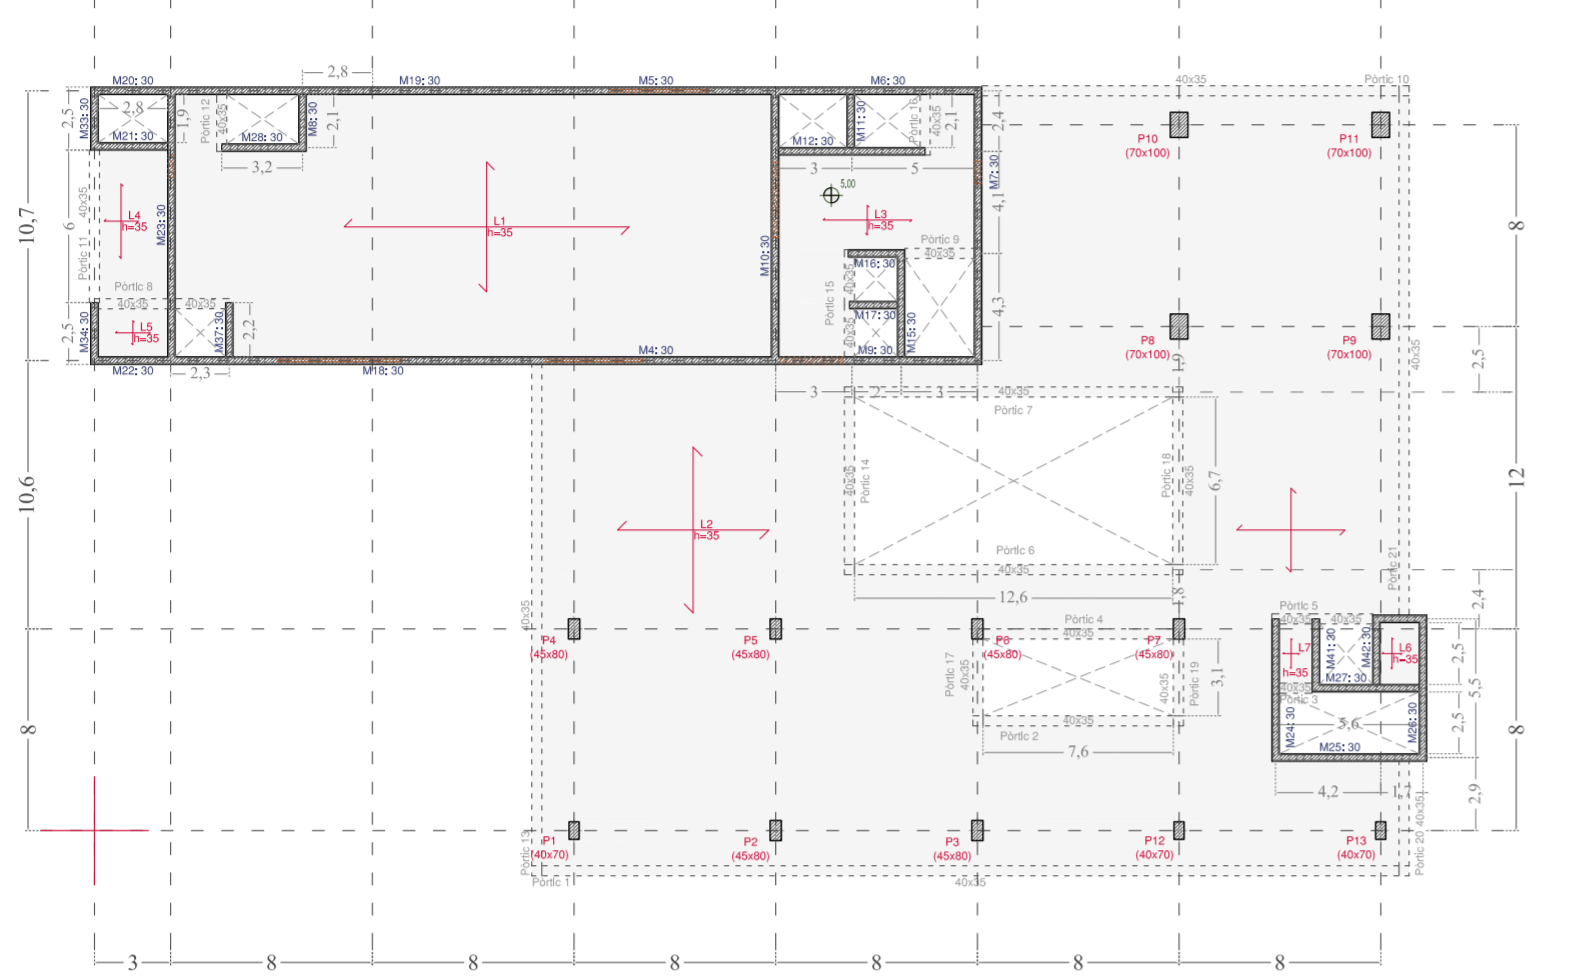 2,8
M20: 30
M19: 30
M5: 30
M6: 30
40x35
Pòrtic 10
2,5
M33: 30
2,8
M21: 30
1,9
Pòrtic 12
40x35
M28: 30
M8: 30
2,1
M12: 30
M11: 30
Pòrtic 16
40x35
2,1
2,4
P10
(70x100)
P11
(70x100)
3,2
3
5
M7: 30
5,00
4,1
10,7
6
40x35
Pòrtic 11
L4
h=35
M23: 30
L1
h=35
L3
h=35
8
Pòrtic 9
40x35
M10: 30
M16: 30
40x35
Pòrtic 15
Pòrtic 8
40x35
40x35
4,3
2,5
M34: 30
L5
h=35
M37: 30
2,2
M17: 30
40x35
M15: 30
M9: 30
M4: 30
P8
(70x100)
P9
(70x100)
1,9
40x35
2,5
M22: 30
2,3
M18: 30
3
2
3
40x35
Pòrtic 7
10,6
40x35
Pòrtic 14
Pòrtic 18
40x35
6,7
12
L2
h=35
Pòrtic 6
40x35
12,6
1,8
Pòrtic 21
2,4
40x35
Pòrtic 4
40x35
Pòrtic 5
40x35
40x35
P4
(45x80)
P5
(45x80)
P6
(45x80)
P7
(45x80)
Pòrtic 17
40x35
40x35
Pòrtic 19
3,1
L7
h=35
M41: 30
M42: 30
L6
h=35
M27: 30
2,5
5,5
40x35
Pòrtic 3
40x35
Pòrtic 2
7,6
M24: 30
5,6
M26: 30
M25: 30
2,5
8
8
4,2
1,7
2,9
40x35
Pòrtic 20
Pòrtic 13
P1
(40x70)
P2
(45x80)
P3
(45x80)
P12
(40x70)
P13
(40x70)
Pòrtic 1
40x35
3
8
8
8
8
8
8